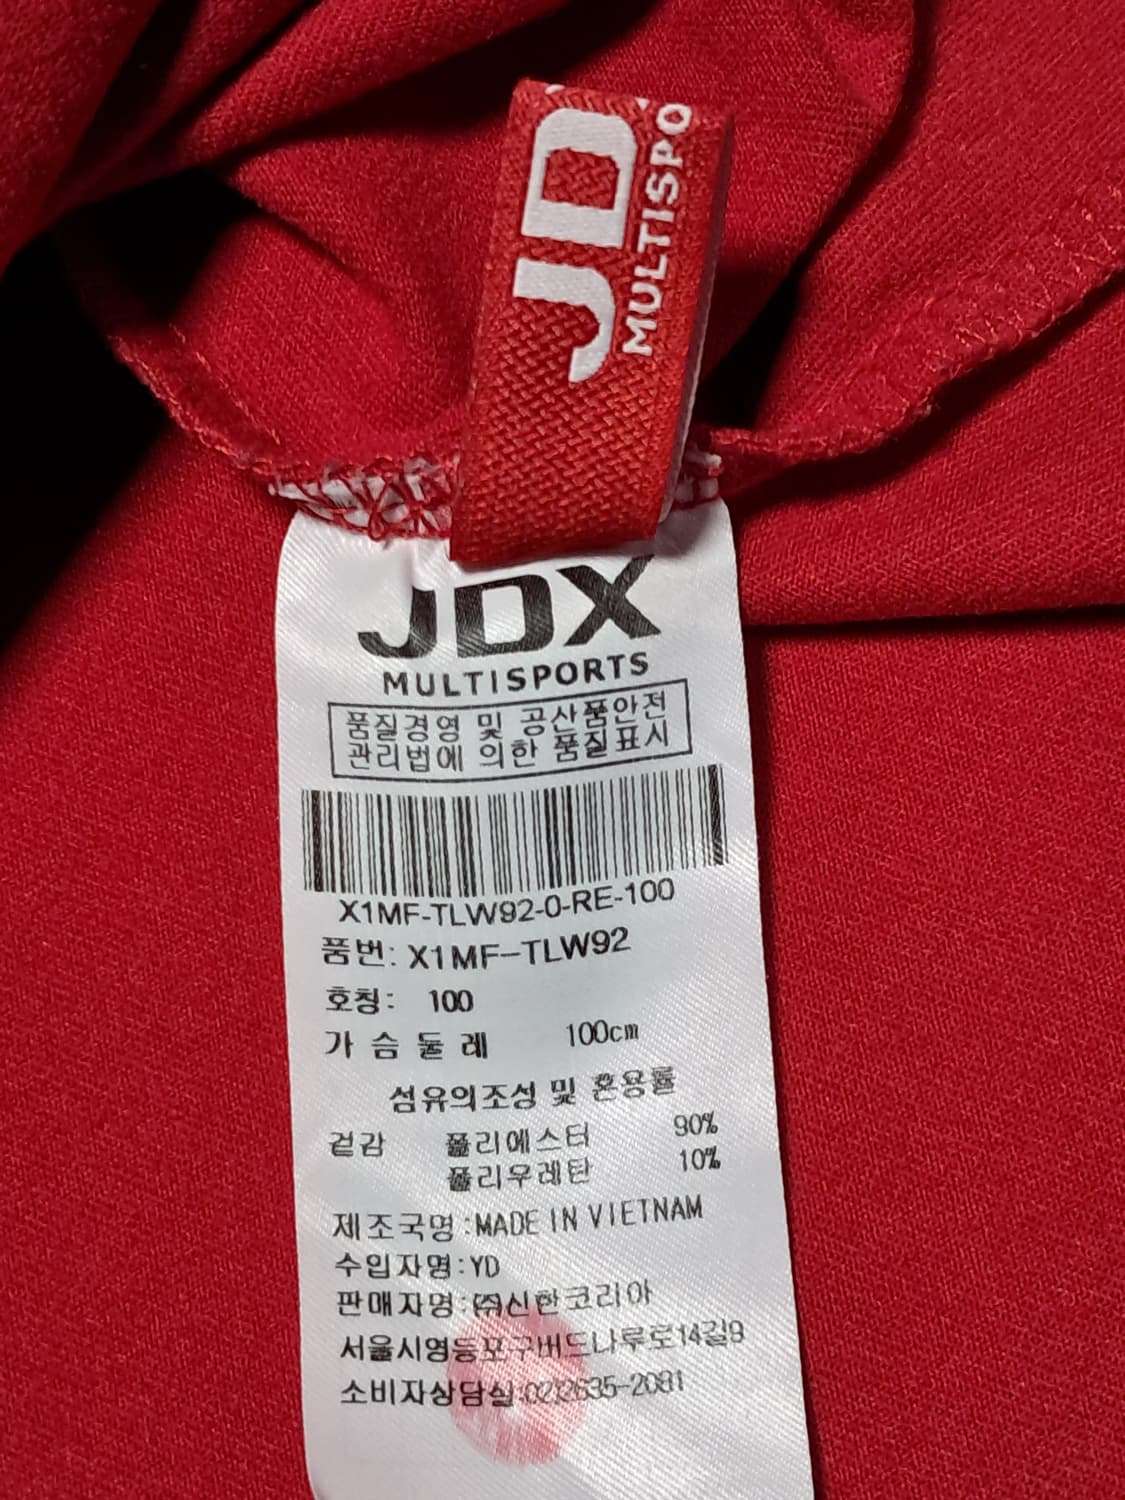 JD
MULTISPO
JDX
MULTISPORTS
품질경영 및 공산품안전
관리법에 의한 품질표시
X1MF-TLW92-0-RE-100
품번: X1MF-TLW92
호칭: 100
가슴둘레 100cm
섬유의조성 및 혼용률
겉감 폴리에스터 90%
폴리우레탄 10%
제조국명:MADE IN VIETNAM
수입자명:YD
판매자명:(주)신한코리아
서울시영등포구버드나루로14길9
소비자상담실:02)2635-2081